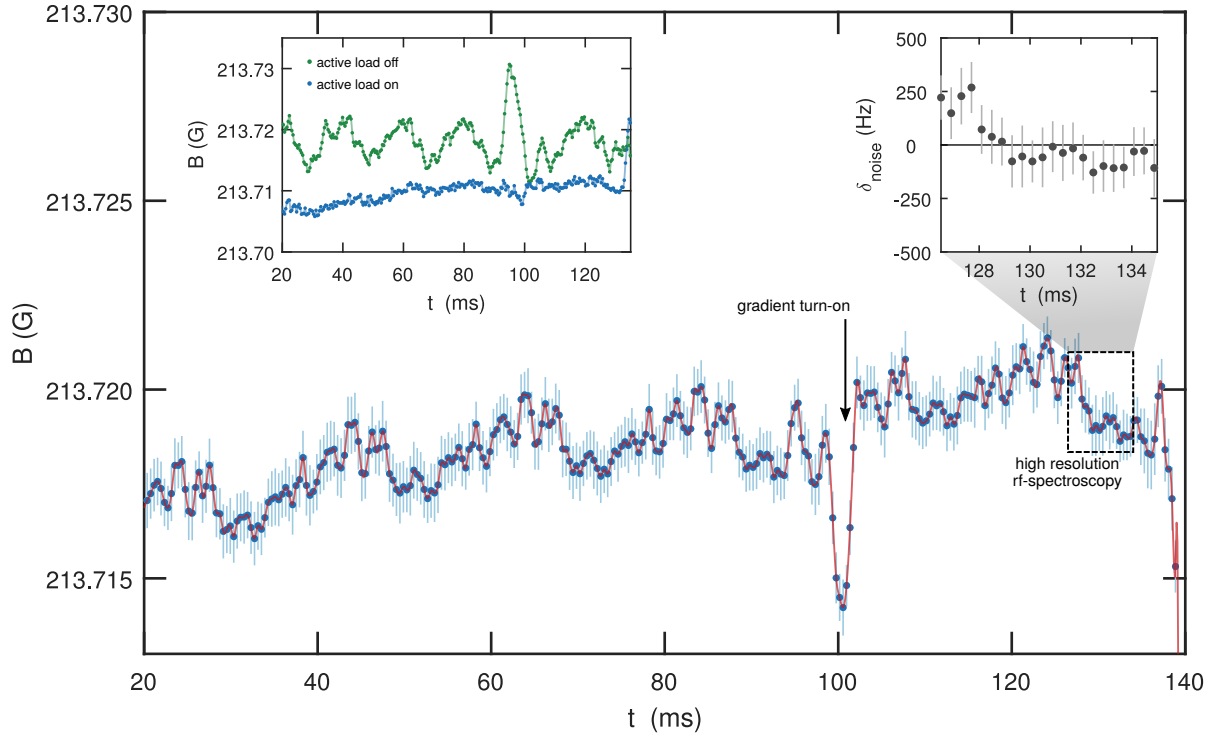 213.730
213.725
213.720
213.715
B (G)
20
40
60
80
100
120
140
t (ms)
213.73
213.72
213.71
213.70
B (G)
active load off
active load on
20
40
60
80
100
120
t (ms)
500
250
0
-250
-500
δnoise (Hz)
128
130
132
134
t (ms)
gradient turn-on
high resolution
rf-spectroscopy